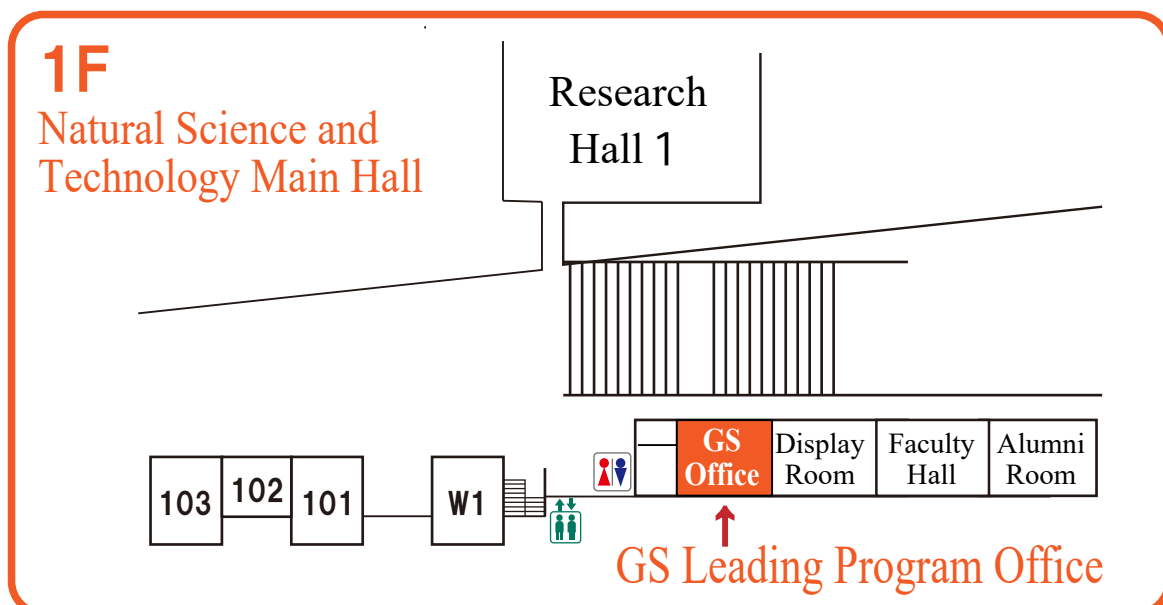 1F
Natural Science and
Technology Main Hall
Research
Hall 1
103
102
101
W1
GS
Office
Display
Room
Faculty
Hall
Alumni
Room
GS Leading Program Office